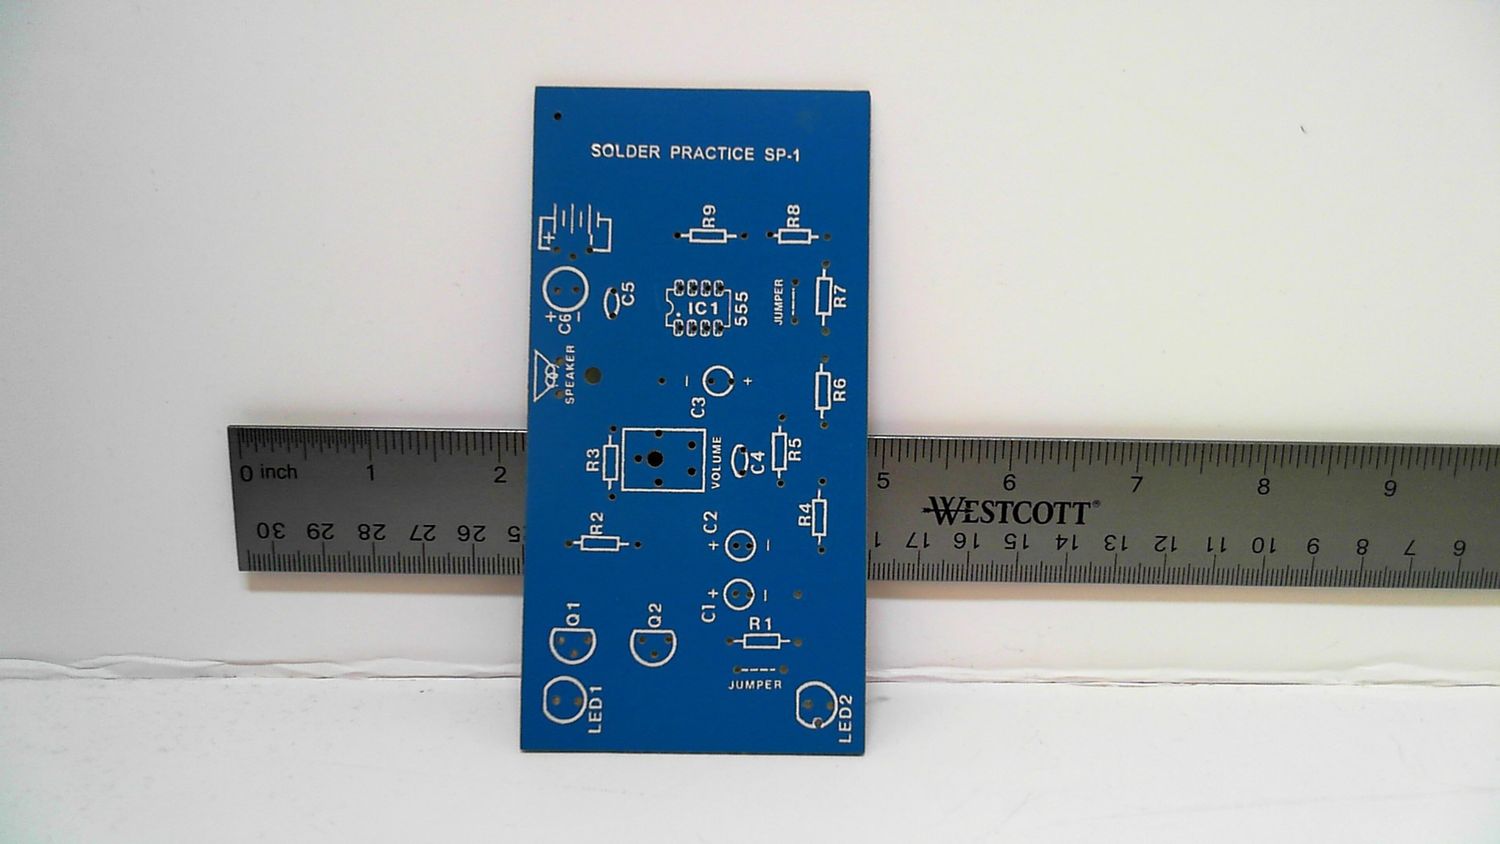 SOLDER PRACTICE SP-1
R9
R8
+
C6
+
−
C5
IC1
555
JUMPER
R7
SPEAKER
−
+
C3
R6
R3
VOLUME
C4
R5
R2
C2
+
−
R4
C1
+
−
Q1
Q2
R1
JUMPER
LED1
LED2
0 inch 1 2 5 6 7 8 9
WESTCOTT®
30 29 28 27 26 25 17 16 15 14 13 12 11 10 9 8 7 6